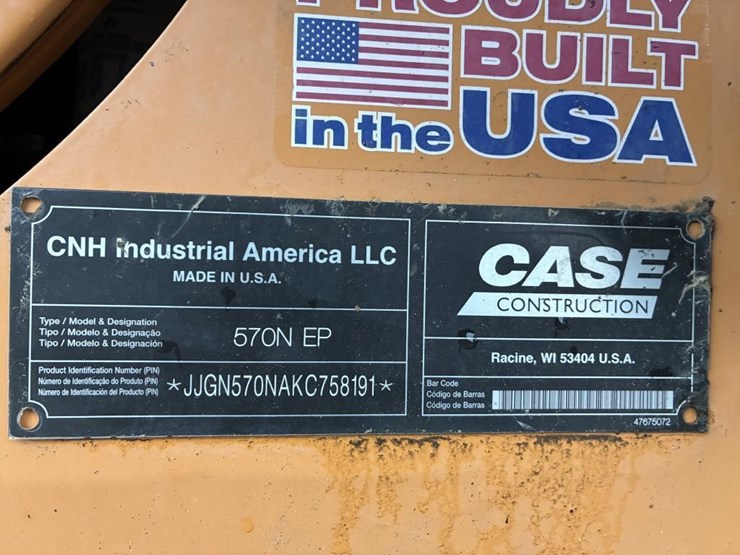 PROUDLY
BUILT
in the USA
CNH Industrial America LLC
MADE IN U.S.A.
Type / Model & Designation
Tipo / Modelo & Designação
Tipo / Modelo & Designación
570N EP
Product Identification Number (PIN)
Número de Identificação do Produto (PIN)
Número de Identificación del Producto (PIN)
*JJGN570NAKC758191*
CASE
CONSTRUCTION
Racine, WI 53404 U.S.A.
Bar Code
Código de Barras
Código de Barras
47675072